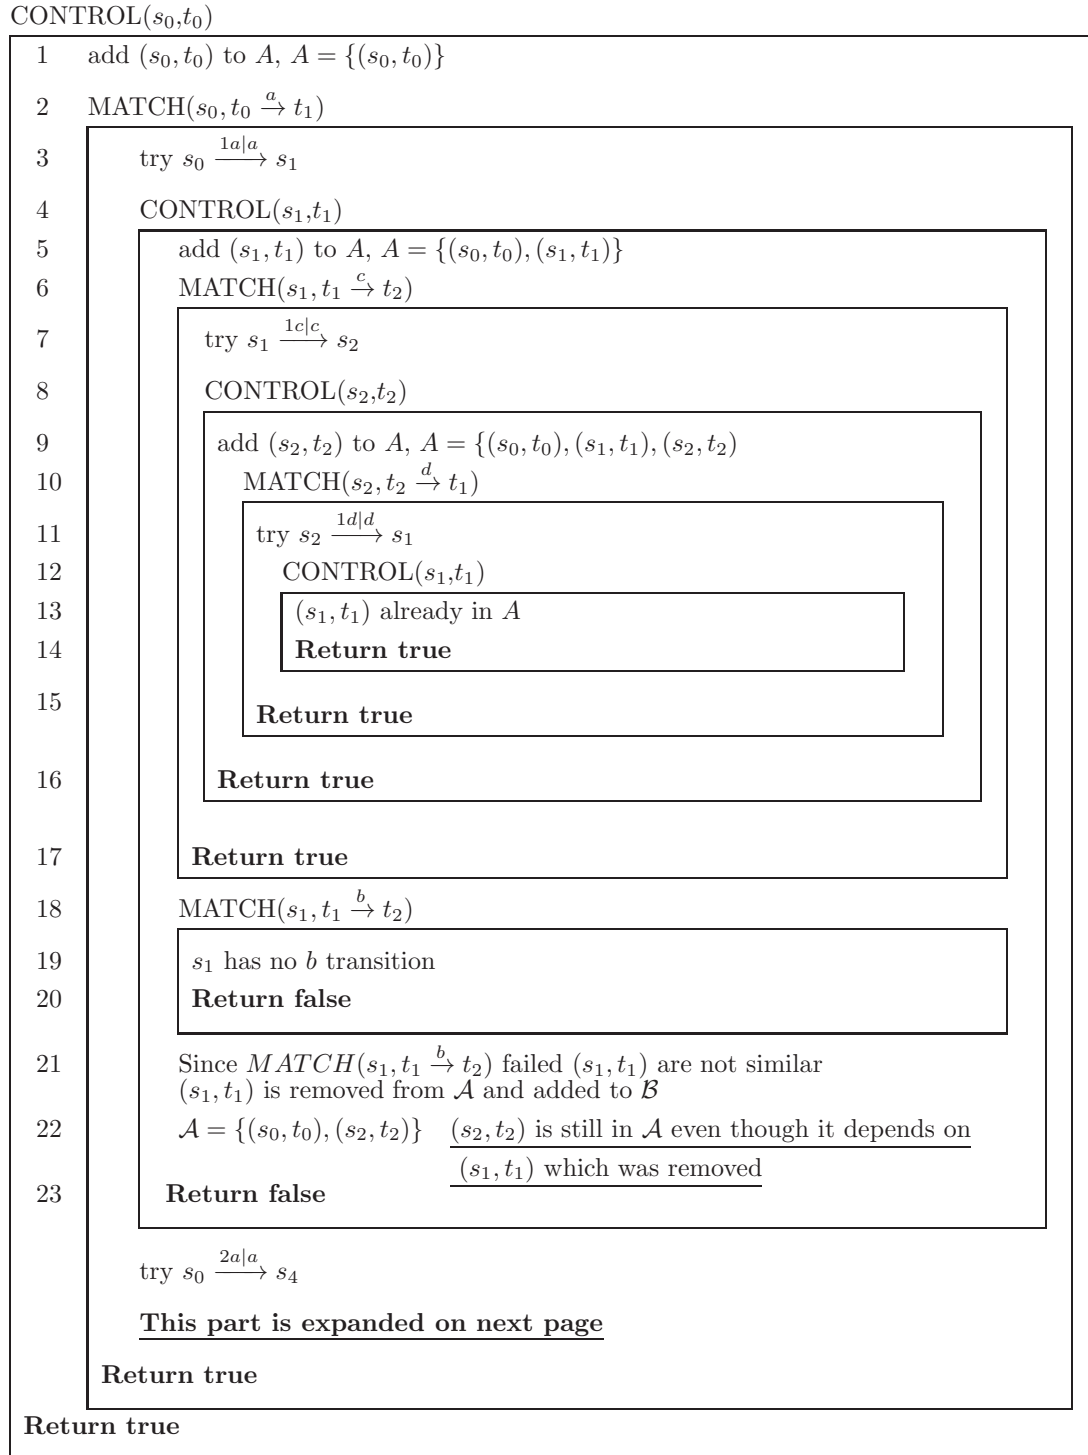 CONTROL(s₀,t₀)
1 add (s₀, t₀) to A, A = {(s₀, t₀)}
2 MATCH(s₀, t₀ →ᵃ t₁)
3 try s₀ —1a|a→ s₁
4 CONTROL(s₁,t₁)
5 add (s₁, t₁) to A, A = {(s₀, t₀), (s₁, t₁)}
6 MATCH(s₁, t₁ →ᶜ t₂)
7 try s₁ —1c|c→ s₂
8 CONTROL(s₂,t₂)
9 add (s₂, t₂) to A, A = {(s₀, t₀), (s₁, t₁), (s₂, t₂)
10 MATCH(s₂, t₂ →ᵈ t₁)
11 try s₂ —1d|d→ s₁
12 CONTROL(s₁,t₁)
13 (s₁, t₁) already in A
14 Return true
15 Return true
16 Return true
17 Return true
18 MATCH(s₁, t₁ →ᵇ t₂)
19 s₁ has no b transition
20 Return false
21 Since MATCH(s₁, t₁ →ᵇ t₂) failed (s₁, t₁) are not similar
(s₁, t₁) is removed from 𝒜 and added to ℬ
22 𝒜 = {(s₀, t₀), (s₂, t₂)} (s₂, t₂) is still in 𝒜 even though it depends on
(s₁, t₁) which was removed
23 Return false
try s₀ —2a|a→ s₄
This part is expanded on next page
Return true
Return true